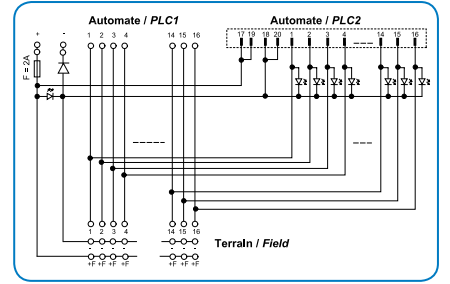 Automate / PLC1
Automate / PLC2
+ -
1 2 3 4 14 15 16
17 19 18 20 1 2 3 4 14 15 16
F = 2A
1 2 3 4 14 15 16
Terrain / Field
- - - - - - -
+F +F +F +F +F +F +F